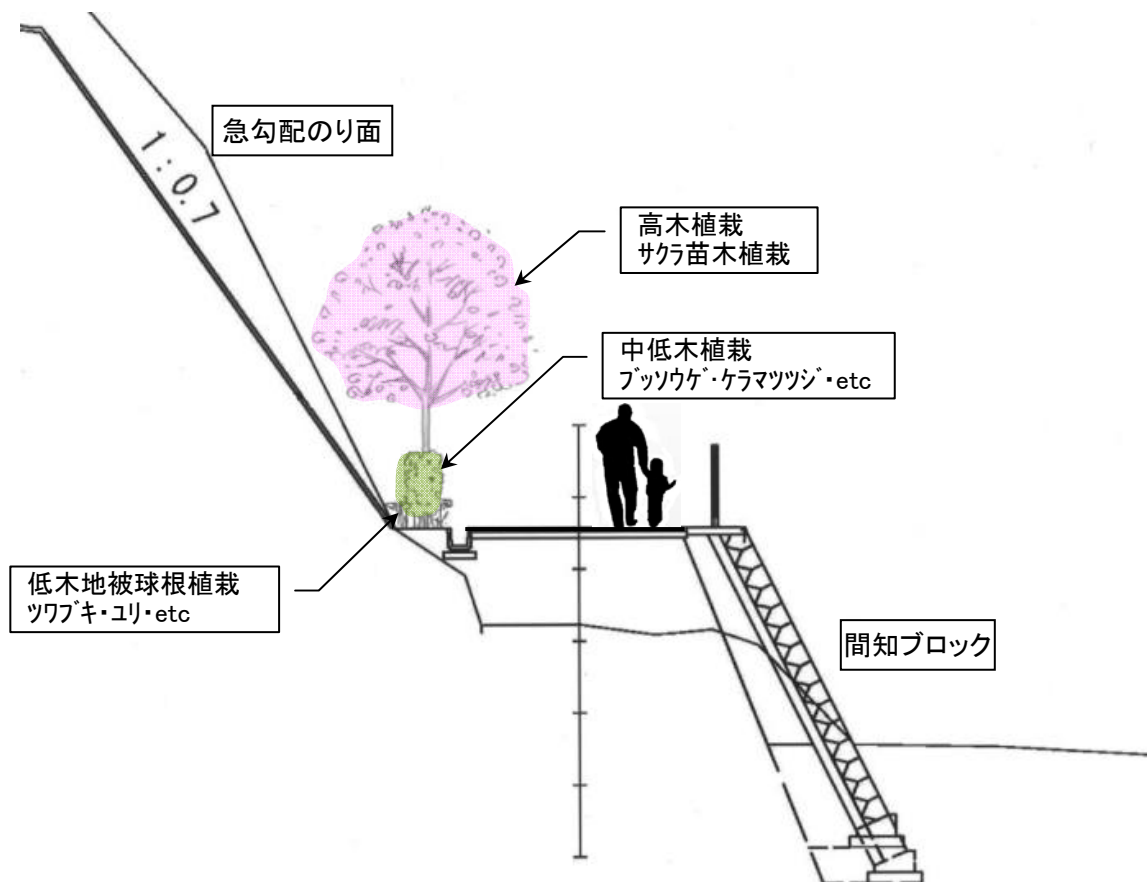 急勾配のり面
1:0.7
高木植栽
ｻｸﾗ苗木植栽
中低木植栽
ﾌﾞｯｿｳｹﾞ・ｹﾗﾏﾂﾂｼﾞ・etc
低木地被球根植栽
ﾂﾜﾌﾞｷ・ﾕﾘ・etc
間知ブロック